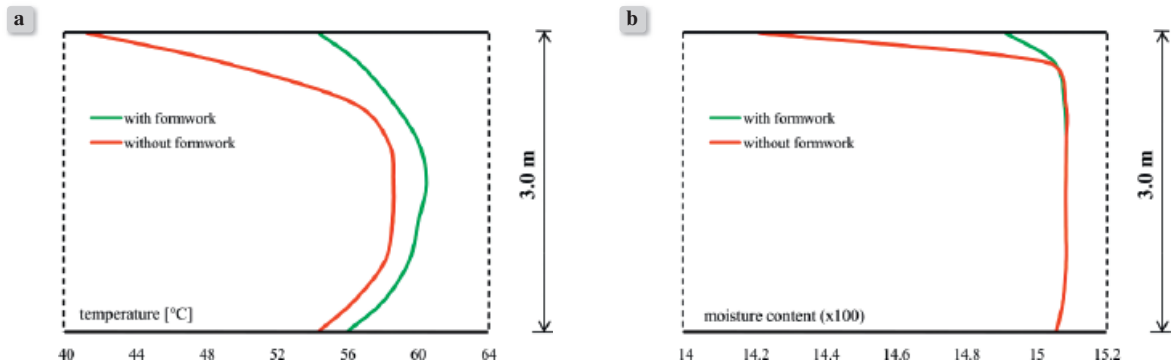 a
with formwork
without formwork
3.0 m
temperature [°C]
40 44 48 52 56 60 64
b
with formwork
without formwork
3.0 m
moisture content (x100)
14 14.2 14.4 14.6 14.8 15 15.2